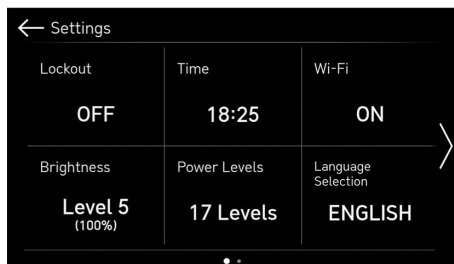 Settings
Lockout
Time
Wi-Fi
OFF
18:25
ON
Brightness
Power Levels
Language
Selection
Level 5
(100%)
17 Levels
ENGLISH